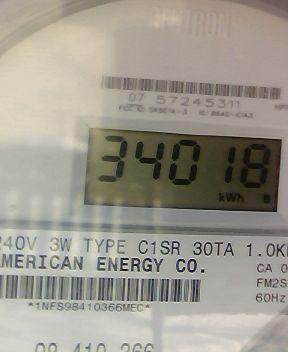 07 57245311
34018
kWh
240V 3W TYPE C1SR 30TA 1.0K
AMERICAN ENERGY CO.
CA 0
FM2S
60Hz
*1NFS98410366MEC*
98 410 366